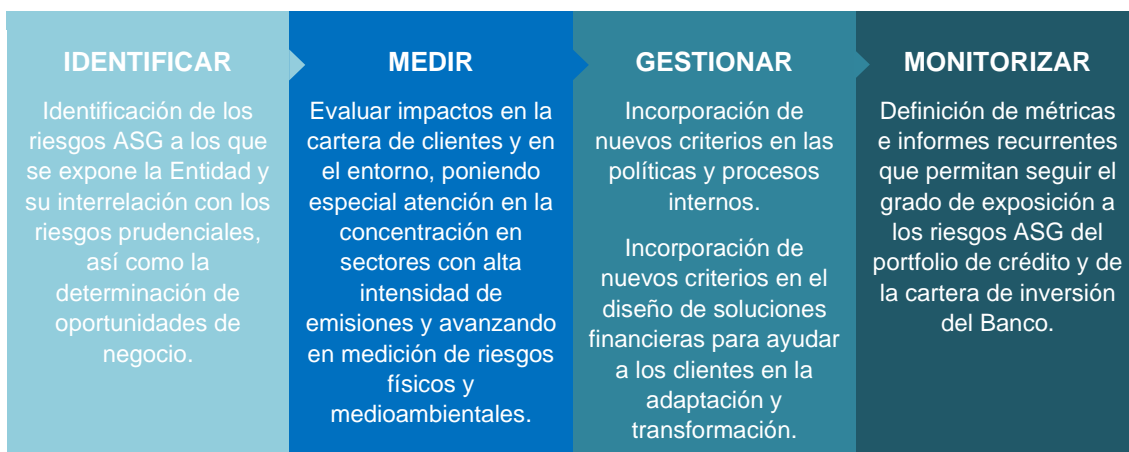 IDENTIFICAR
Identificación de los
riesgos ASG a los que
se expone la Entidad y
su interrelación con los
riesgos prudenciales,
así como la
determinación de
oportunidades de
negocio.
MEDIR
Evaluar impactos en la
cartera de clientes y en
el entorno, poniendo
especial atención en la
concentración en
sectores con alta
intensidad de
emisiones y avanzando
en medición de riesgos
físicos y
medioambientales.
GESTIONAR
Incorporación de
nuevos criterios en las
políticas y procesos
internos.
Incorporación de
nuevos criterios en el
diseño de soluciones
financieras para ayudar
a los clientes en la
adaptación y
transformación.
MONITORIZAR
Definición de métricas
e informes recurrentes
que permitan seguir el
grado de exposición a
los riesgos ASG del
portfolio de crédito y de
la cartera de inversión
del Banco.